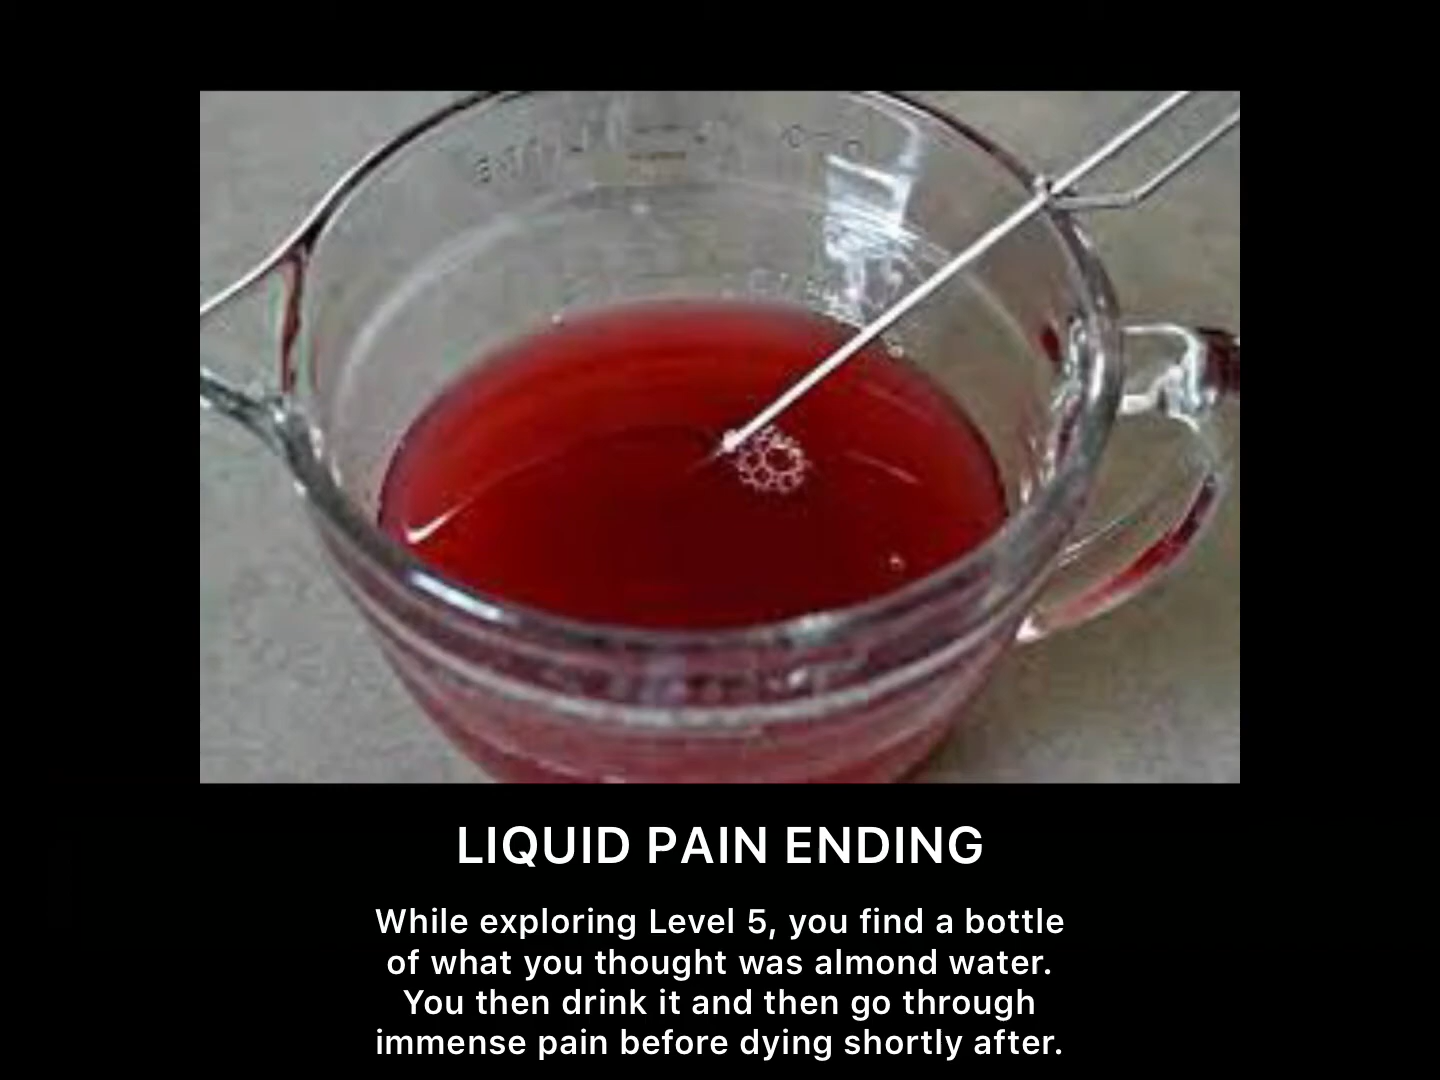 LIQUID PAIN ENDING
While exploring Level 5, you find a bottle
of what you thought was almond water.
You then drink it and then go through
immense pain before dying shortly after.